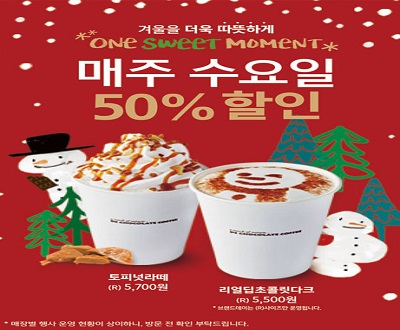 겨울을 더욱 따뜻하게
ONE SWEET MOMENT
매주 수요일
50% 할인
토피넛라떼
(R) 5,700원
리얼딥초콜릿다크
(R) 5,500원
* 브랜드데이는 (R)사이즈만 운영됩니다.
* 매장별 행사 운영 현황이 상이하니, 방문 전 확인 부탁드립니다.